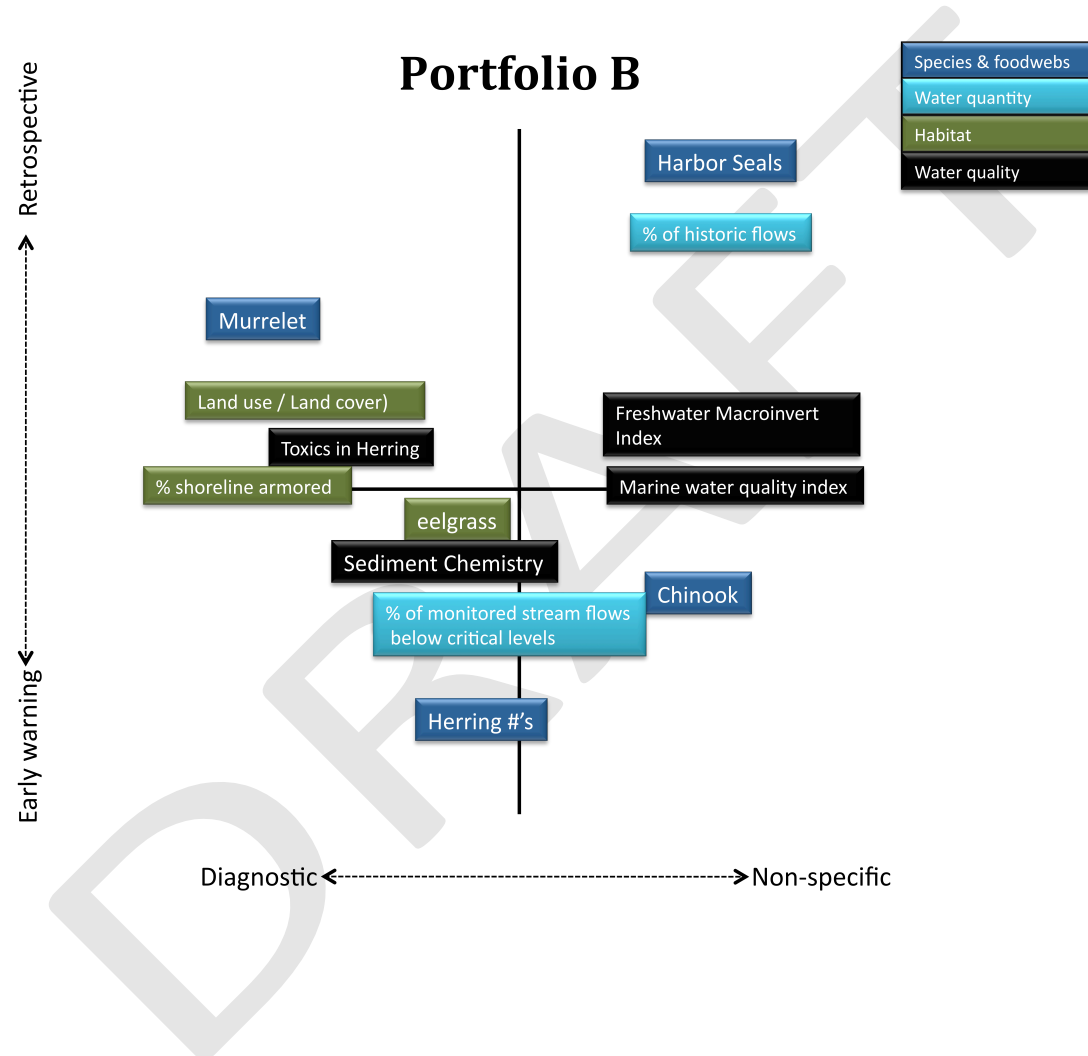 Portfolio B
Species & foodwebs
Water quantity
Habitat
Water quality
Retrospective
Harbor Seals
% of historic flows
Murrelet
Land use / Land cover)
Freshwater Macroinvert
Index
Toxics in Herring
% shoreline armored
Marine water quality index
eelgrass
Sediment Chemistry
Chinook
% of monitored stream flows
below critical levels
Herring #’s
Early warning
Diagnostic
Non-specific
DRAFT